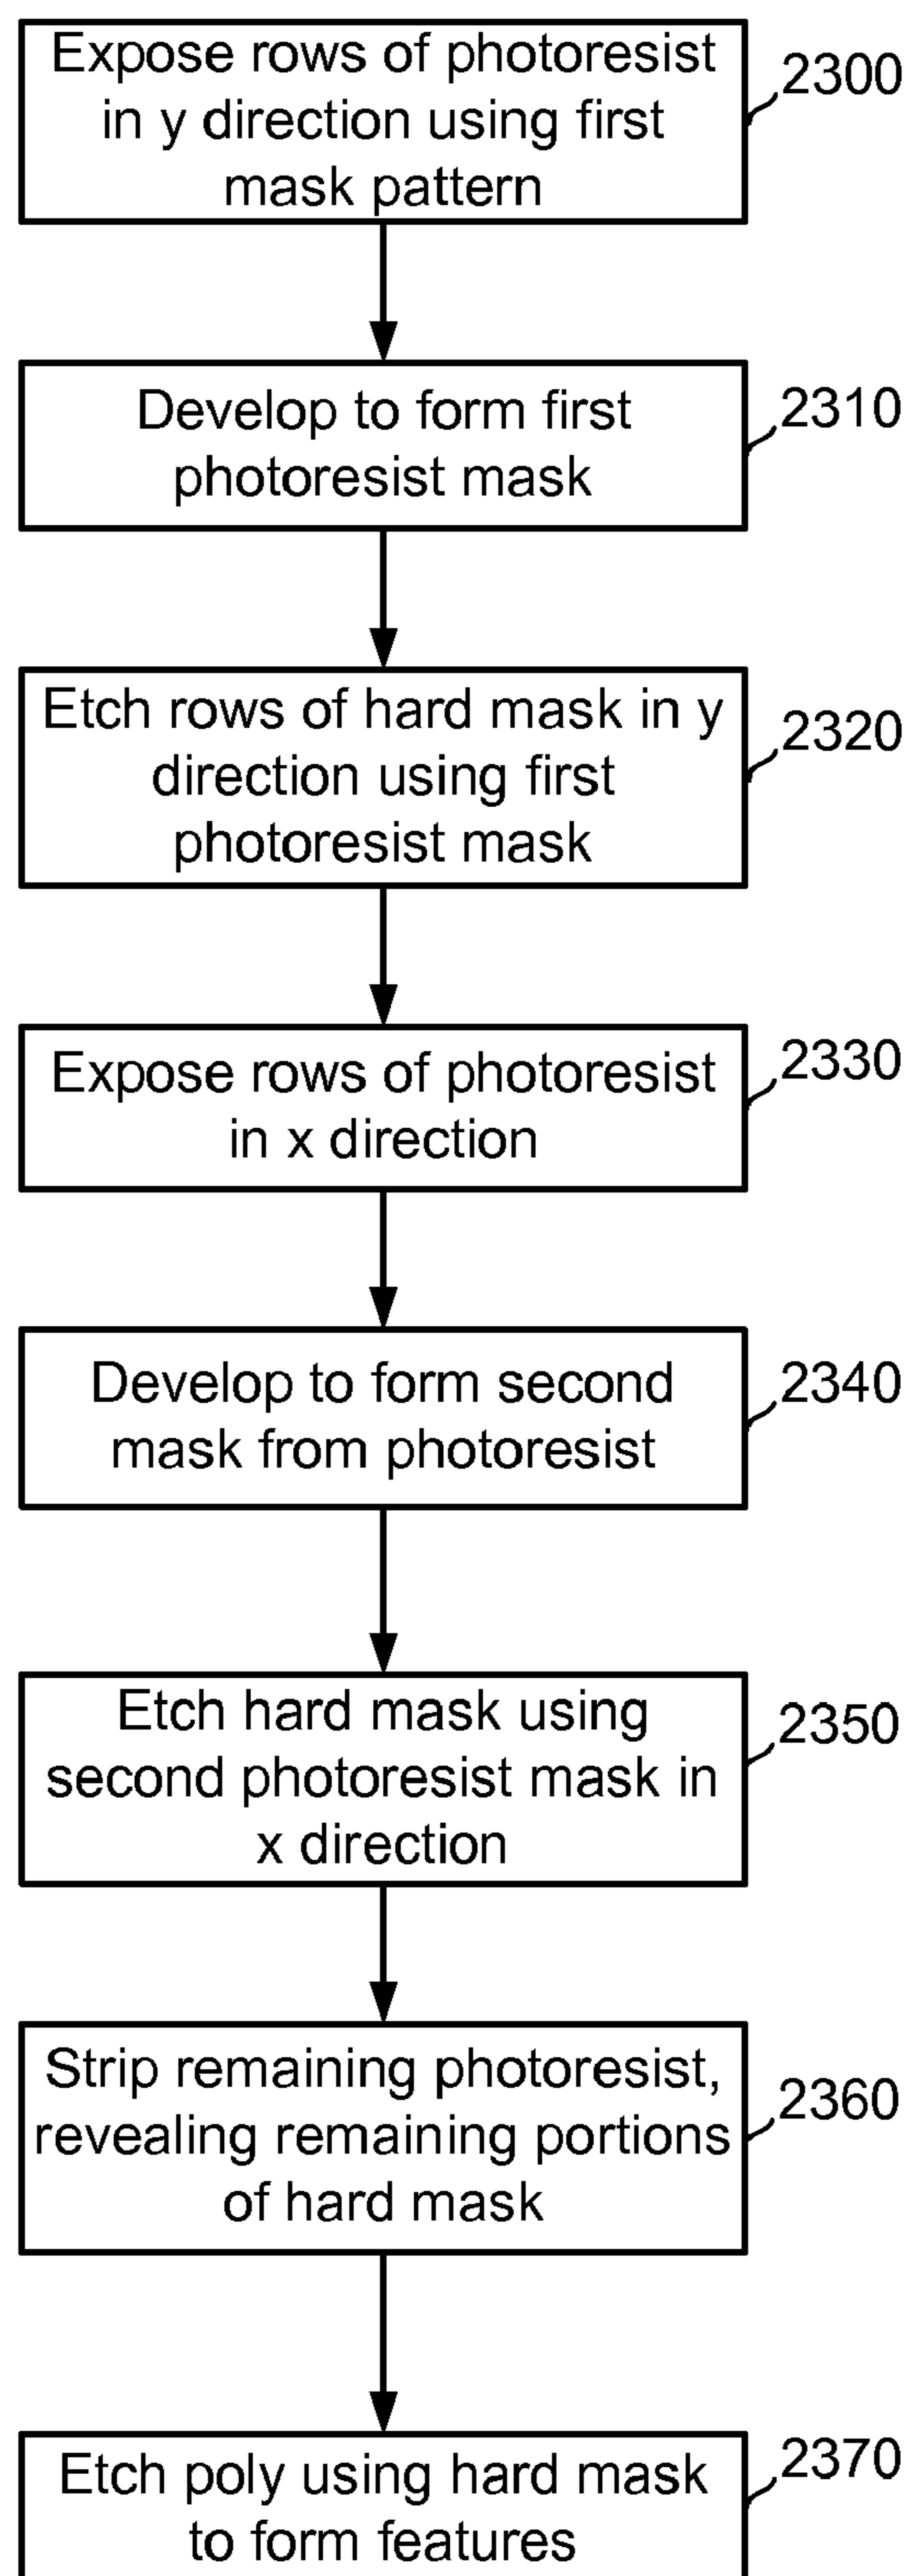 Expose rows of photoresist
in y direction using first
mask pattern
2300
Develop to form first
photoresist mask
2310
Etch rows of hard mask in y
direction using first
photoresist mask
2320
Expose rows of photoresist
in x direction
2330
Develop to form second
mask from photoresist
2340
Etch hard mask using
second photoresist mask in
x direction
2350
Strip remaining photoresist,
revealing remaining portions
of hard mask
2360
Etch poly using hard mask
to form features
2370